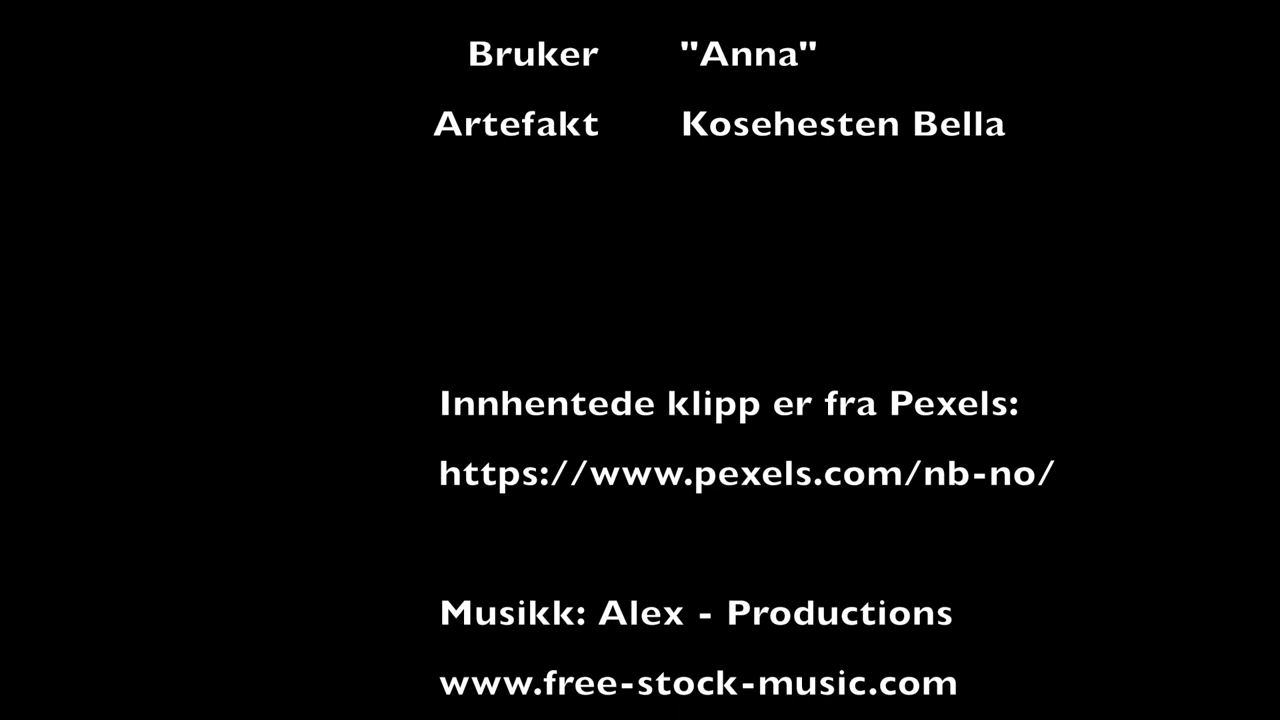 Bruker "Anna"
Artefakt Kosehesten Bella
Innhentede klipp er fra Pexels:
https://www.pexels.com/nb-no/
Musikk: Alex - Productions
www.free-stock-music.com